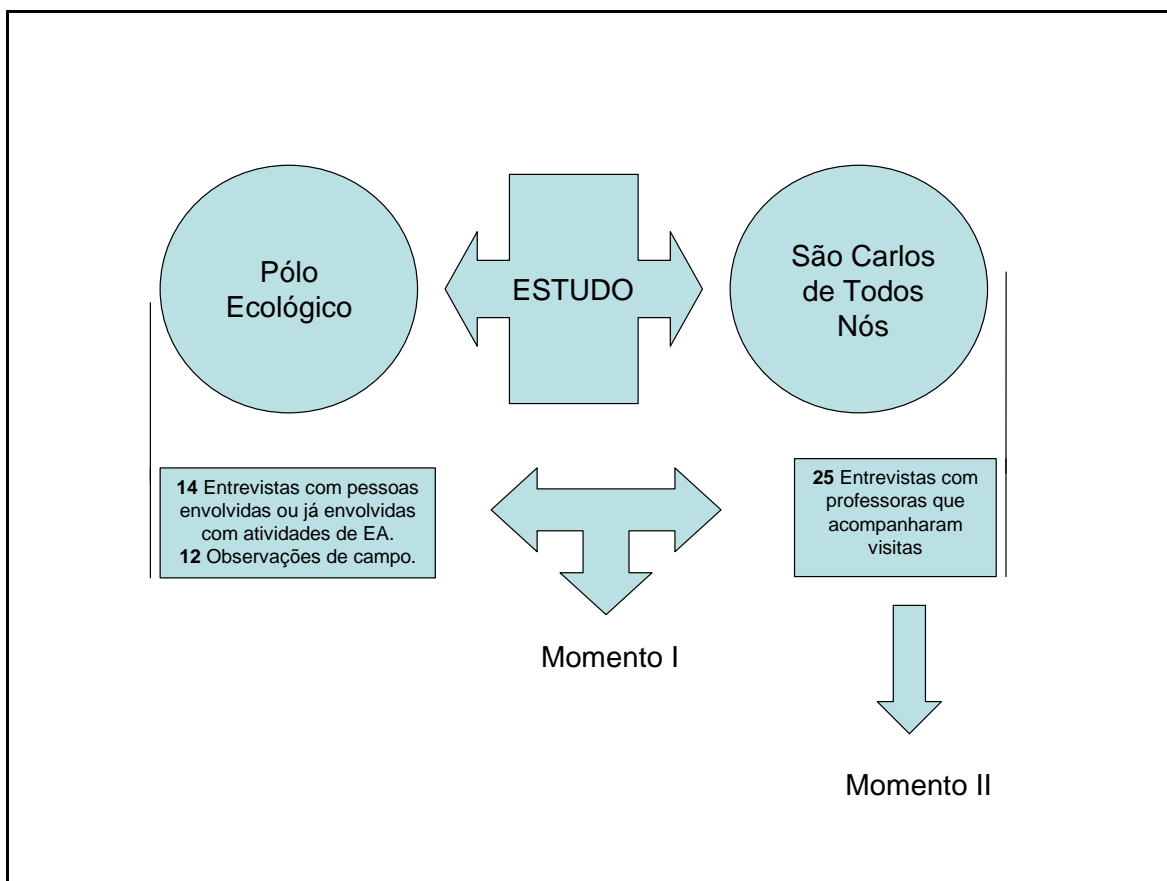 Pólo
Ecológico
ESTUDO
São Carlos
de Todos
Nós
14 Entrevistas com pessoas
envolvidas ou já envolvidas
com atividades de EA.
12 Observações de campo.
25 Entrevistas com
professoras que
acompanharam
visitas
Momento I
Momento II